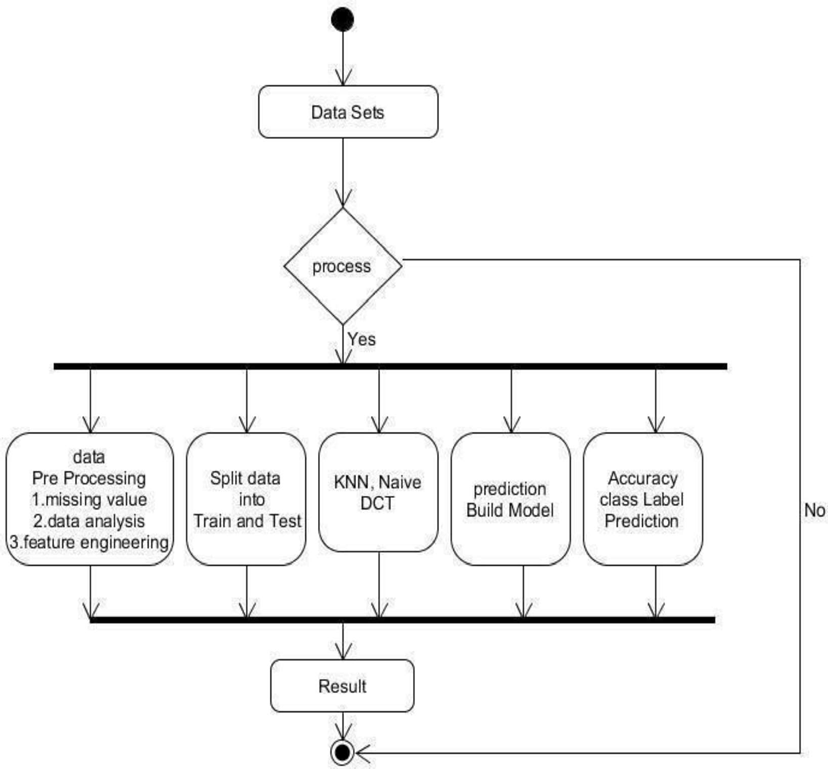 Data Sets
process
Yes
data
Pre Processing
1.missing value
2.data analysis
3.feature engineering
Split data
into
Train and Test
KNN, Naive
DCT
prediction
Build Model
Accuracy
class Label
Prediction
No
Result